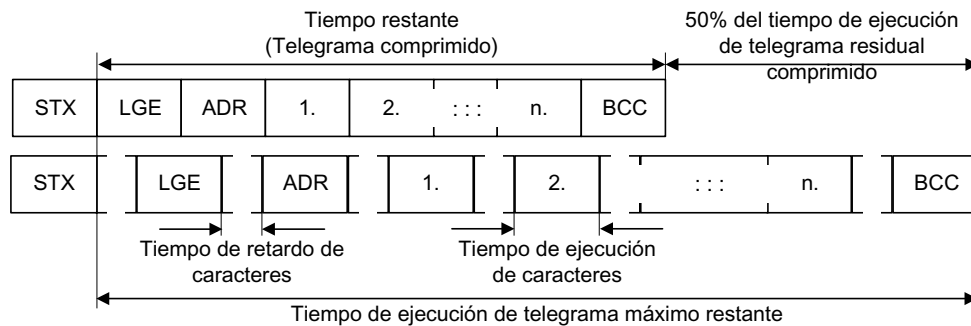 Tiempo restante
(Telegrama comprimido)
50% del tiempo de ejecución
de telegrama residual
comprimido
STX LGE ADR 1. 2. : : : n. BCC
STX LGE ADR 1. 2. : : : n. BCC
Tiempo de retardo de
caracteres
Tiempo de ejecución
de caracteres
Tiempo de ejecución de telegrama máximo restante